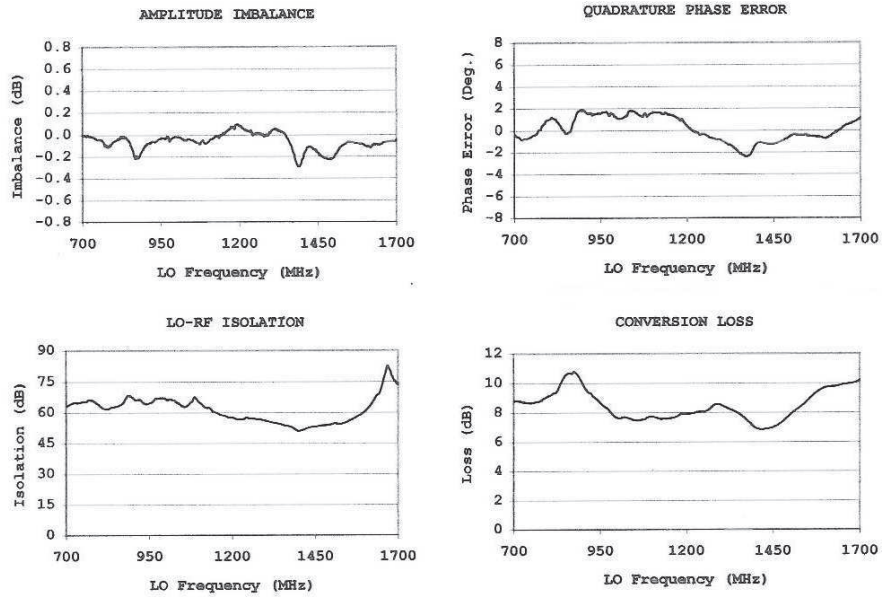 AMPLITUDE IMBALANCE
0.8
0.6
0.4
0.2
0.0
-0.2
-0.4
-0.6
-0.8
Imbalance (dB)
700 950 1200 1450 1700
LO Frequency (MHz)
QUADRATURE PHASE ERROR
8
6
4
2
0
-2
-4
-6
-8
Phase Error (Deg.)
700 950 1200 1450 1700
LO Frequency (MHz)
LO-RF ISOLATION
90
75
60
45
30
15
0
Isolation (dB)
700 950 1200 1450 1700
LO Frequency (MHz)
CONVERSION LOSS
12
10
8
6
4
2
0
Loss (dB)
700 950 1200 1450 1700
LO Frequency (MHz)